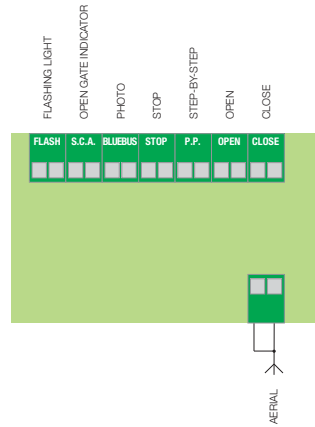 FLASHING LIGHT
OPEN GATE INDICATOR
PHOTO
STOP
STEP-BY-STEP
OPEN
CLOSE
FLASH
S.C.A.
BLUEBUS
STOP
P.P.
OPEN
CLOSE
AERIAL